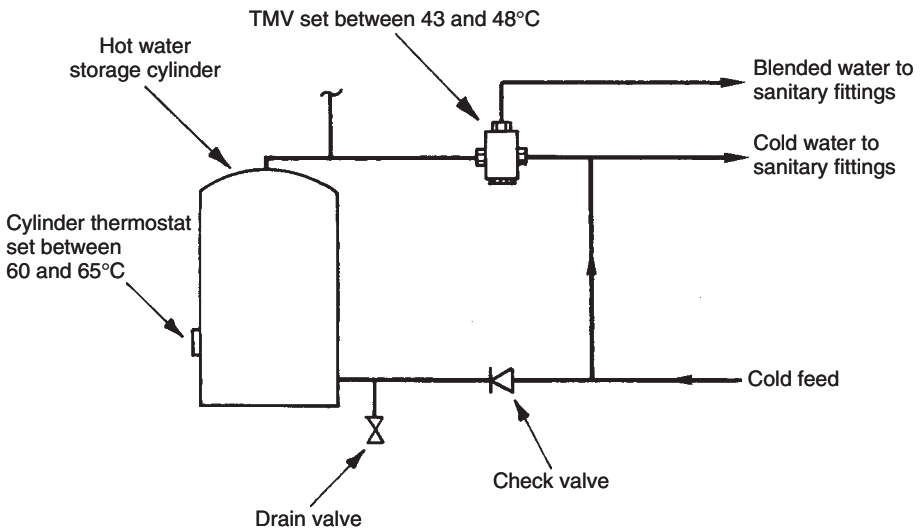 TMV set between 43 and 48°C
Hot water
storage cylinder
Blended water to
sanitary fittings
Cold water to
sanitary fittings
Cylinder thermostat
set between
60 and 65°C
Cold feed
Check valve
Drain valve